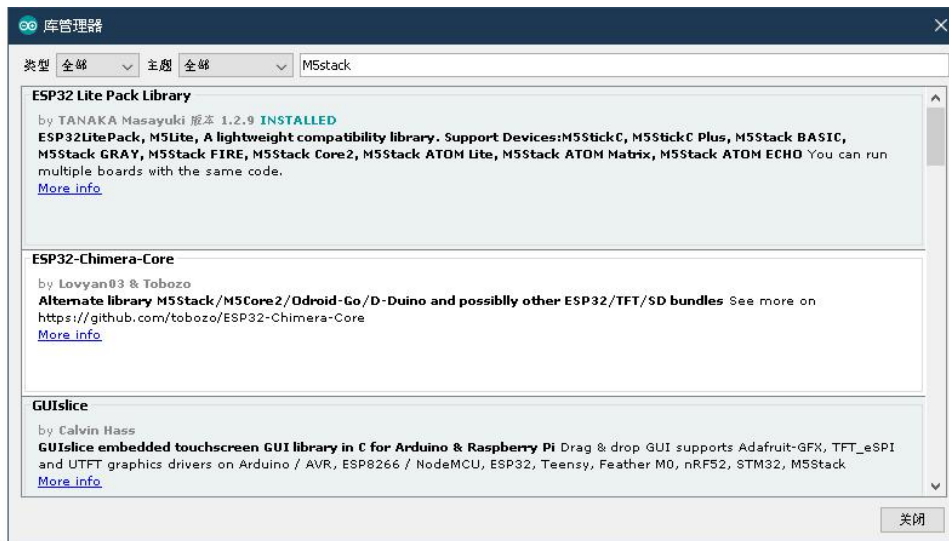 库管理器
类型 全部 主题 全部 M5stack
ESP32 Lite Pack Library
by TANAKA Masayuki 版本 1.2.9 INSTALLED
ESP32LitePack, M5Lite, A lightweight compatibility library. Support Devices:M5StickC, M5StickC Plus, M5Stack BASIC,
M5Stack GRAY, M5Stack FIRE, M5Stack Core2, M5Stack ATOM Lite, M5Stack ATOM Matrix, M5Stack ATOM ECHO You can run
multiple boards with the same code.
More info
ESP32-Chimera-Core
by Lovyan03 & Tobozo
Alternate library M5Stack/M5Core2/Odroid-Go/D-Duino and possiblly other ESP32/TFT/SD bundles See more on
https://github.com/tobozo/ESP32-Chimera-Core
More info
GUIslice
by Calvin Hass
GUIslice embedded touchscreen GUI library in C for Arduino & Raspberry Pi Drag & drop GUI supports Adafruit-GFX, TFT_eSPI
and UTFT graphics drivers on Arduino / AVR, ESP8266 / NodeMCU, ESP32, Teensy, Feather M0, nRF52, STM32, M5Stack
More info
关闭